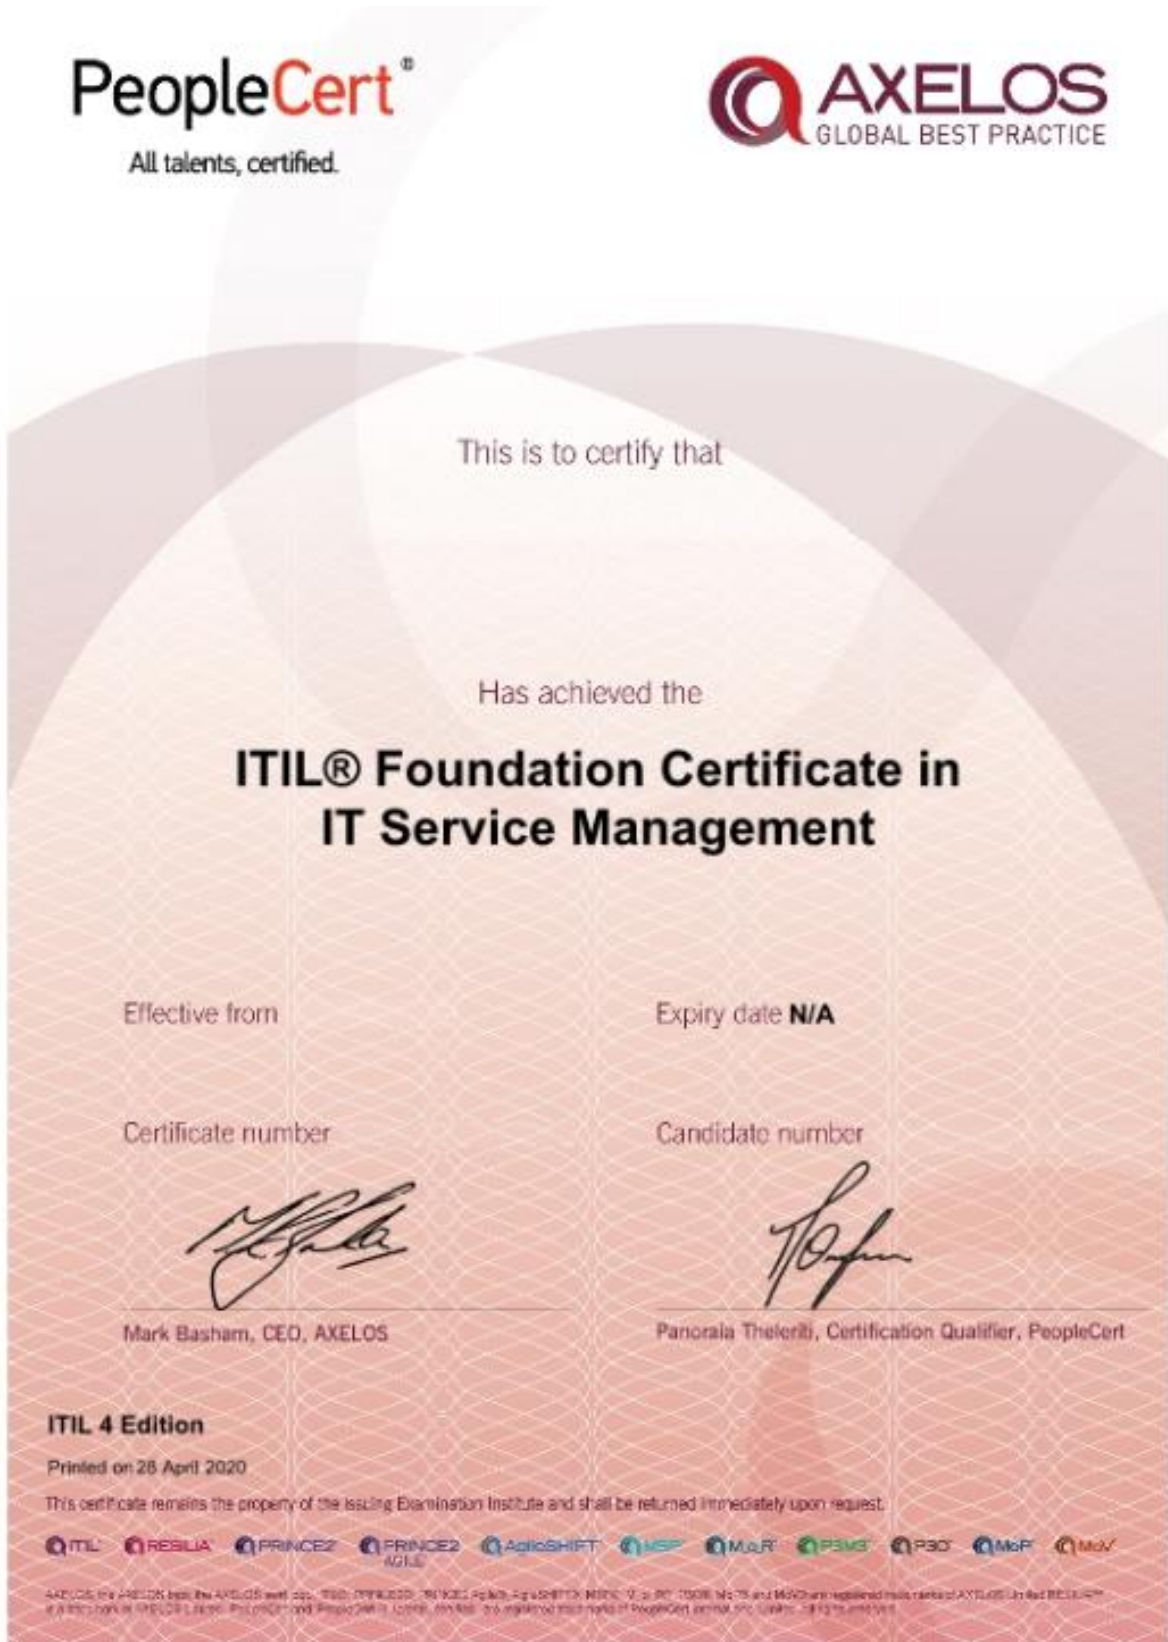 PeopleCert®
All talents, certified.
AXELOS
GLOBAL BEST PRACTICE
This is to certify that
Has achieved the
ITIL® Foundation Certificate in
IT Service Management
Effective from
Expiry date N/A
Certificate number
Candidate number
Mark Basham, CEO, AXELOS
Panoraia Theleriti, Certification Qualifier, PeopleCert
ITIL 4 Edition
Printed on 28 April 2020
This certificate remains the property of the issuing Examination Institute and shall be returned immediately upon request.
ITIL RESILIA PRINCE2 PRINCE2 AGILE AgileSHIFT MSP M_o_R P3M3 P3O MoP MoV